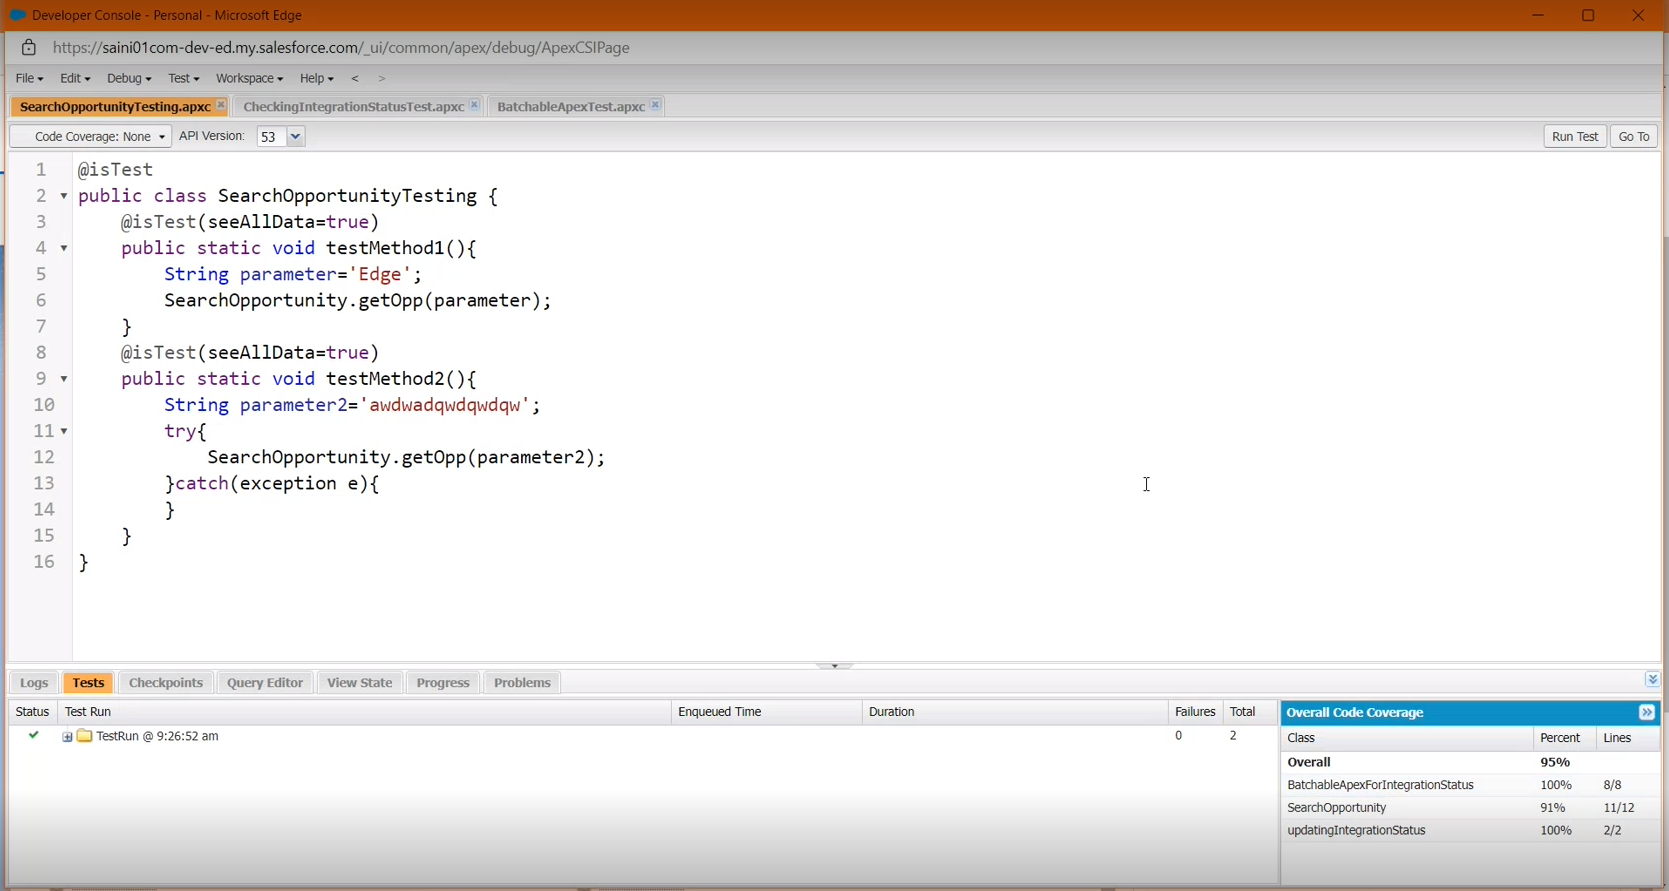 Developer Console - Personal - Microsoft Edge
https://saini01com-dev-ed.my.salesforce.com/_ui/common/apex/debug/ApexCSIPage
File Edit Debug Test Workspace Help < >
SearchOpportunityTesting.apxc CheckingIntegrationStatusTest.apxc BatchableApexTest.apxc
Code Coverage: None API Version: 53 Run Test Go To
1 @isTest
2 public class SearchOpportunityTesting {
3 @isTest(seeAllData=true)
4 public static void testMethod1(){
5 String parameter='Edge';
6 SearchOpportunity.getOpp(parameter);
7 }
8 @isTest(seeAllData=true)
9 public static void testMethod2(){
10 String parameter2='awdwadqwdqwdqw';
11 try{
12 SearchOpportunity.getOpp(parameter2);
13 }catch(exception e){
14 }
15 }
16 }
Logs Tests Checkpoints Query Editor View State Progress Problems
Status Test Run Enqueued Time Duration Failures Total
TestRun @ 9:26:52 am 0 2
Overall Code Coverage
Class Percent Lines
Overall 95%
BatchableApexForIntegrationStatus 100% 8/8
SearchOpportunity 91% 11/12
updatingIntegrationStatus 100% 2/2